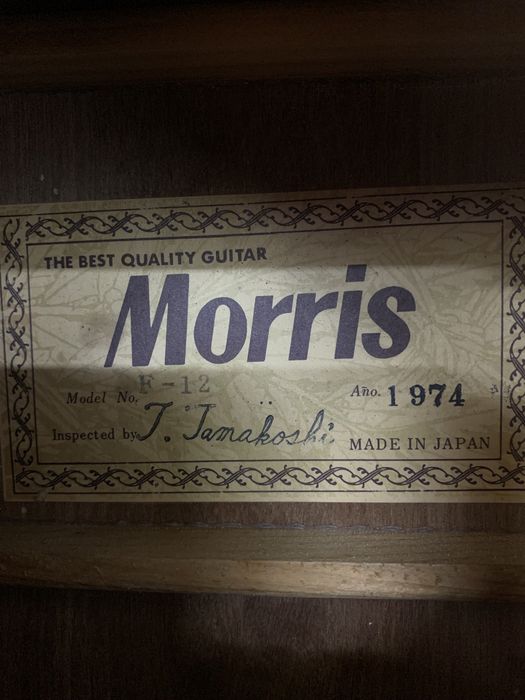 THE BEST QUALITY GUITAR
Morris
Model No. F-12 Año. 1974
Inspected by T. Tamakoshi MADE IN JAPAN